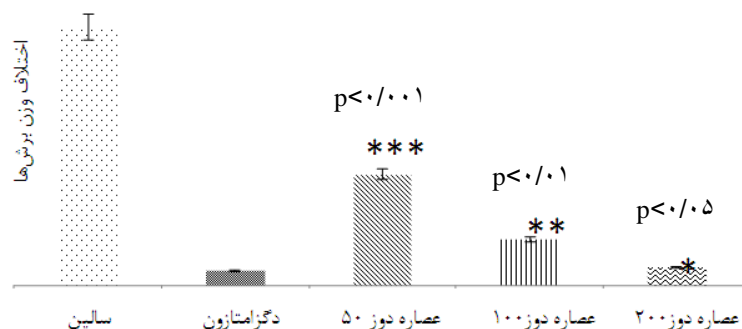 اختلاف وزن برش‌ها
p<۰/۰۰۱
***
p<۰/۰۱
**
p<۰/۰۵
*
سالین
دگزامتازون
عصاره دوز ۵۰
عصاره دوز۱۰۰
عصاره دوز۲۰۰